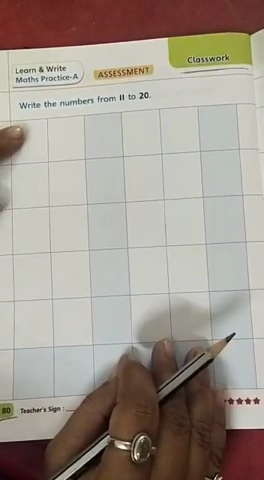 Learn & Write
Maths Practice-A
ASSESSMENT
Classwork
Write the numbers from 11 to 20.
80
Teacher's Sign :